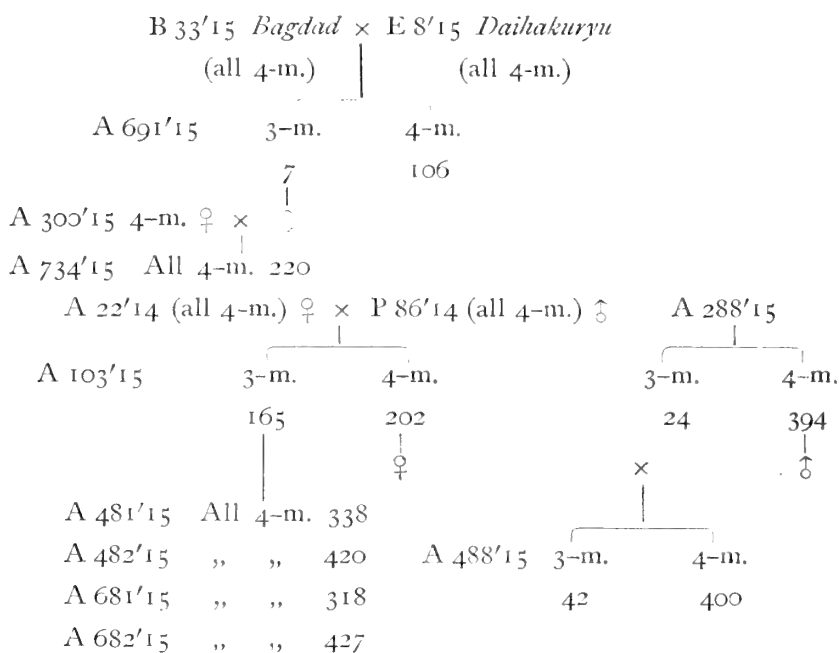 B 33'15 Bagdad × E 8'15 Daihakuryu
(all 4-m.) (all 4-m.)
A 691'15 3-m. 4-m.
7 106
A 300'15 4-m. ♀ ×
A 734'15 All 4-m. 220
A 22'14 (all 4-m.) ♀ × P 86'14 (all 4-m.) ♂ A 288'15
A 103'15 3-m. 4-m. 3-m. 4-m.
165 202 24 394
♀ × ♂
A 481'15 All 4-m. 338
A 482'15 ,, ,, 420 A 488'15 3-m. 4-m.
A 681'15 ,, ,, 318 42 400
A 682'15 ,, ,, 427